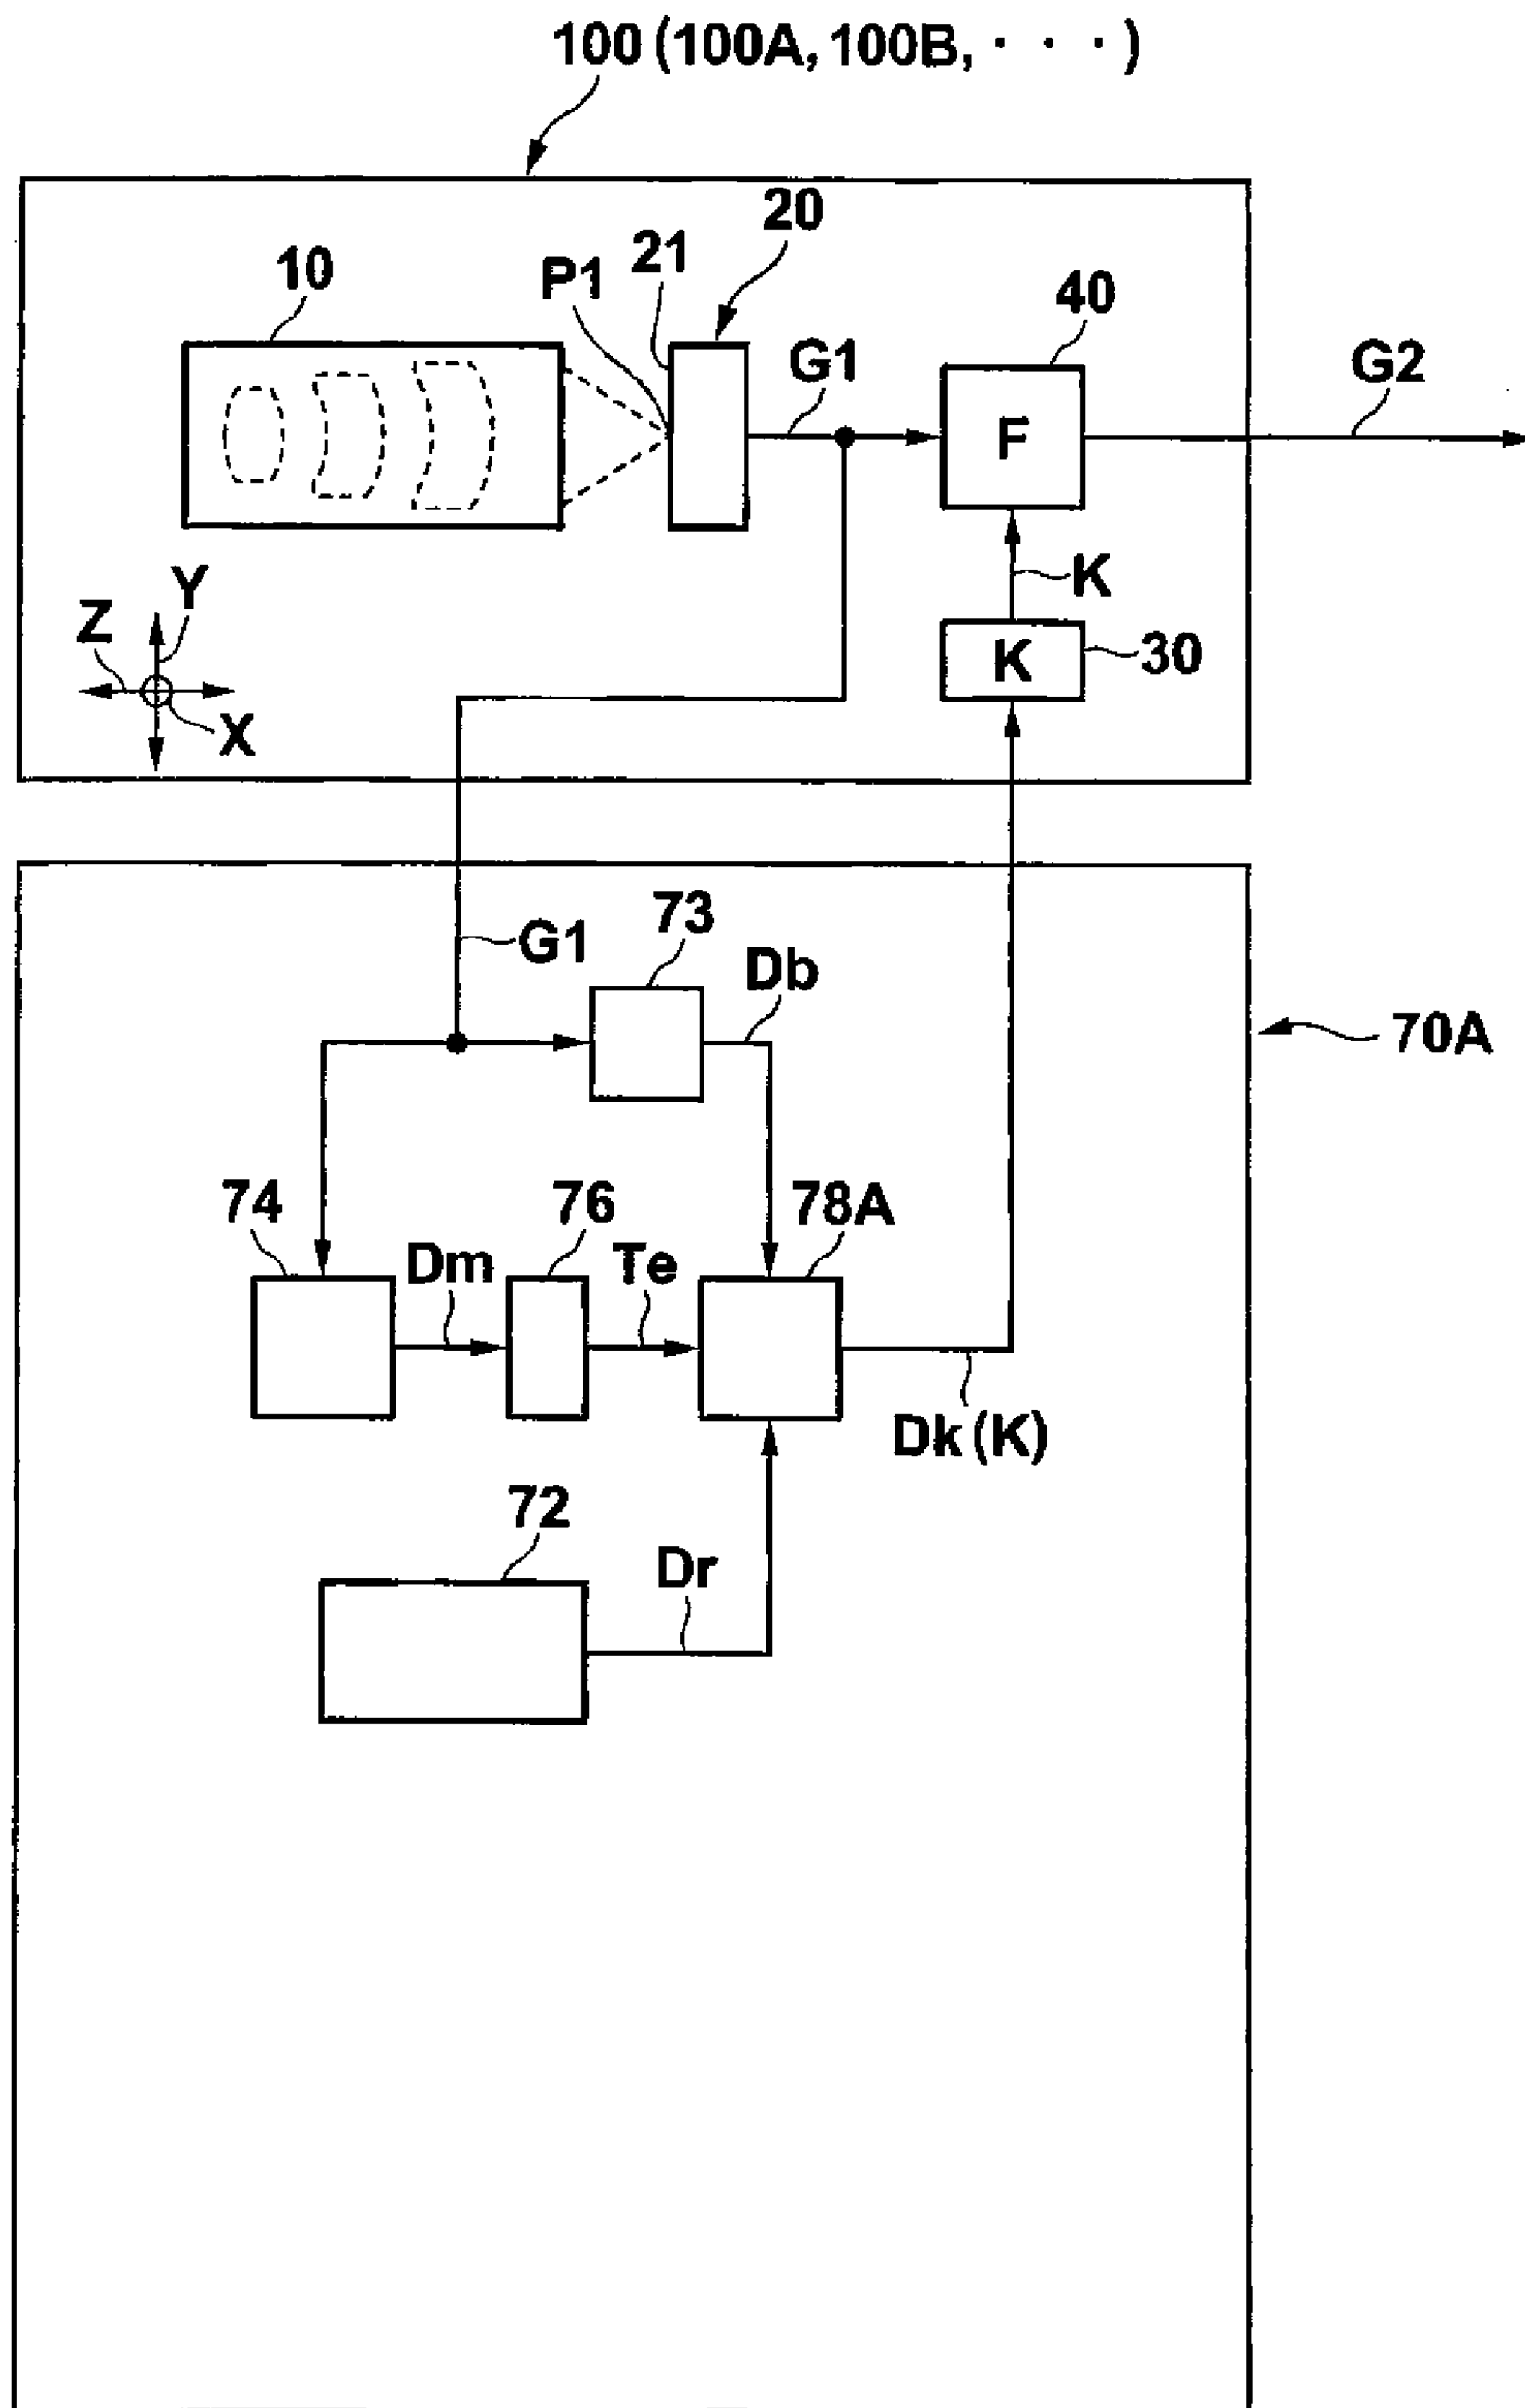 100 (100A, 100B, · · · )
20
21
10
P1
40
G1
G2
F
K
Y
Z
K
30
X
73
G1
Db
70A
74
76
78A
Dm
Te
Dk (K)
72
Dr